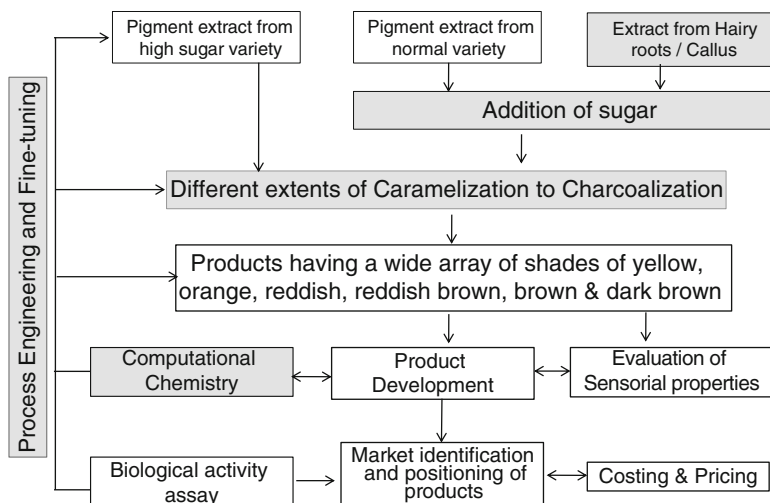 Process Engineering and Fine-tuning
Pigment extract from
high sugar variety
Pigment extract from
normal variety
Extract from Hairy
roots / Callus
Addition of sugar
Different extents of Caramelization to Charcoalization
Products having a wide array of shades of yellow,
orange, reddish, reddish brown, brown & dark brown
Computational
Chemistry
Product
Development
Evaluation of
Sensorial properties
Biological activity
assay
Market identification
and positioning of
products
Costing & Pricing